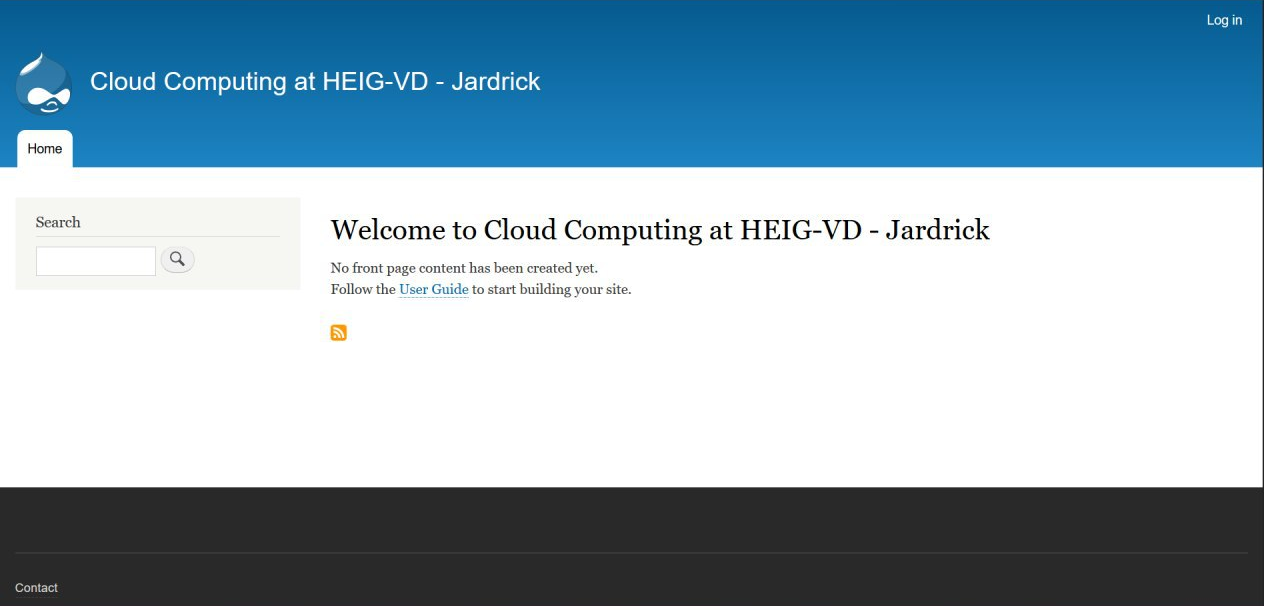 Log in
Cloud Computing at HEIG-VD - Jardrick
Home
Search
Welcome to Cloud Computing at HEIG-VD - Jardrick
No front page content has been created yet.
Follow the User Guide to start building your site.
Contact